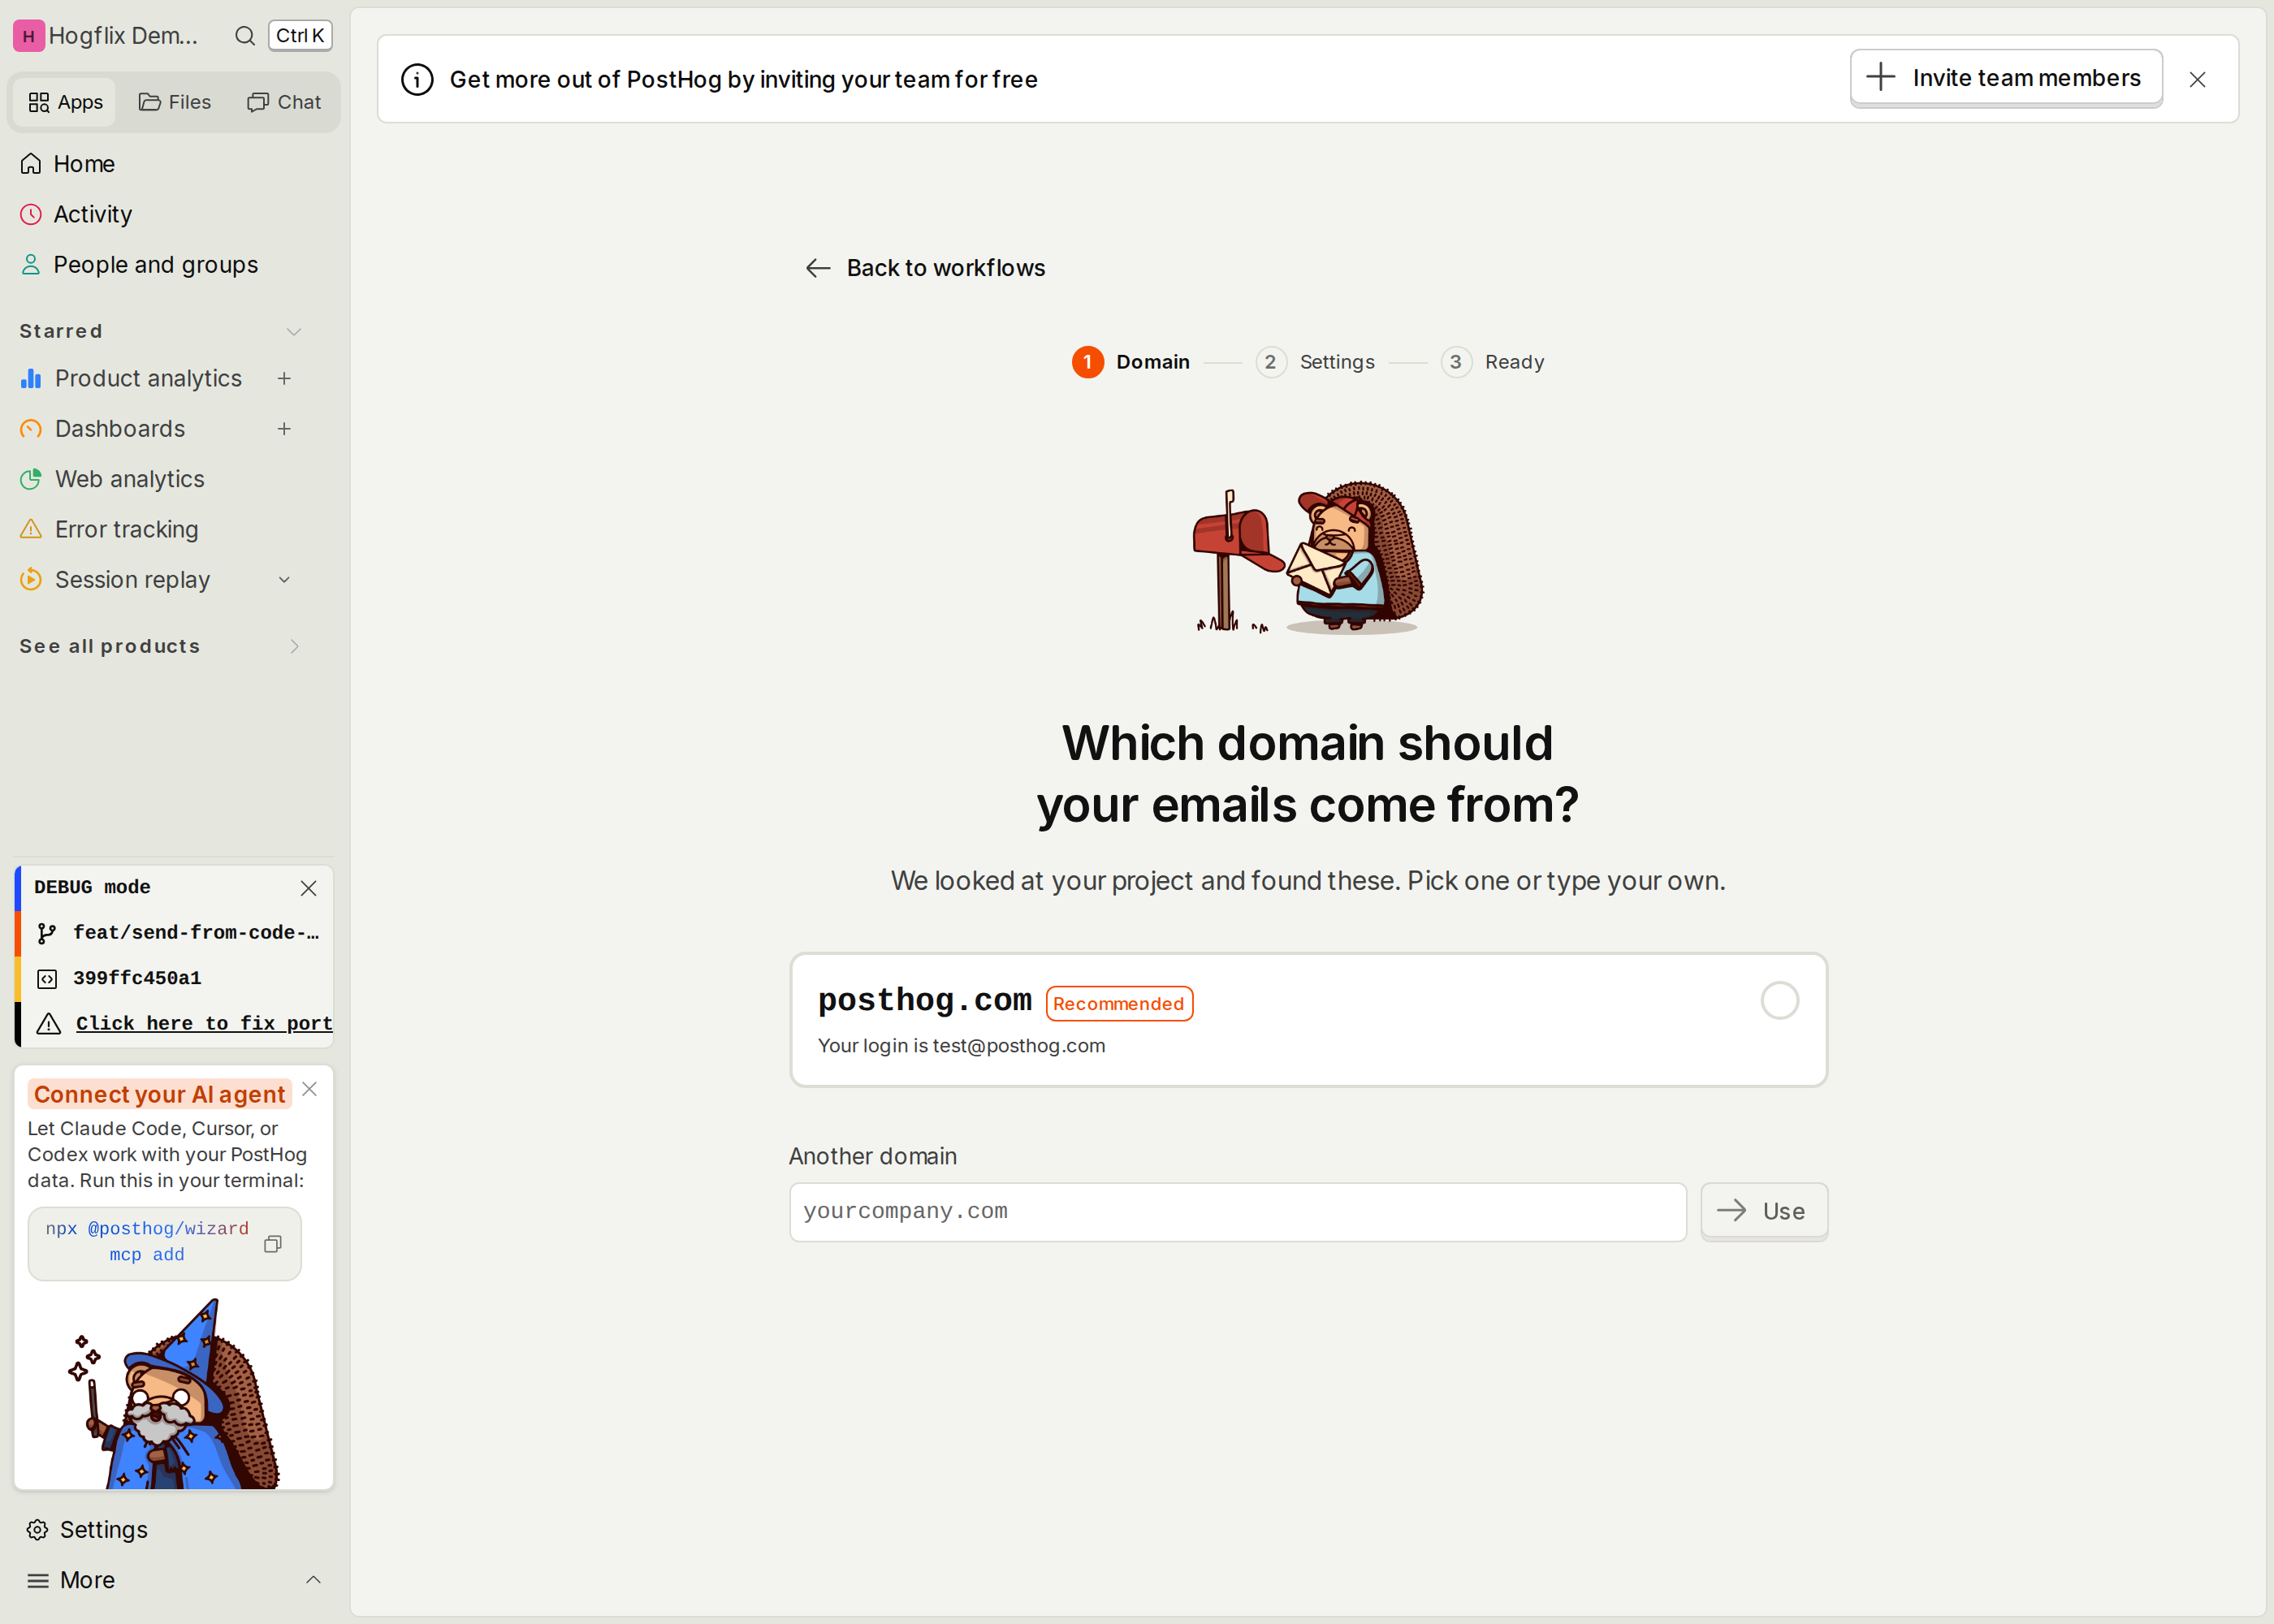 H Hogflix Dem... Ctrl K
Apps Files Chat
Home
Activity
People and groups
Starred
Product analytics
Dashboards
Web analytics
Error tracking
Session replay
See all products
DEBUG mode
feat/send-from-code-…
399ffc450a1
Click here to fix port
Connect your AI agent
Let Claude Code, Cursor, or
Codex work with your PostHog
data. Run this in your terminal:
npx @posthog/wizard
mcp add
Settings
More
Get more out of PostHog by inviting your team for free
Invite team members
Back to workflows
1 Domain 2 Settings 3 Ready
Which domain should
your emails come from?
We looked at your project and found these. Pick one or type your own.
posthog.com Recommended
Your login is test@posthog.com
Another domain
yourcompany.com
Use